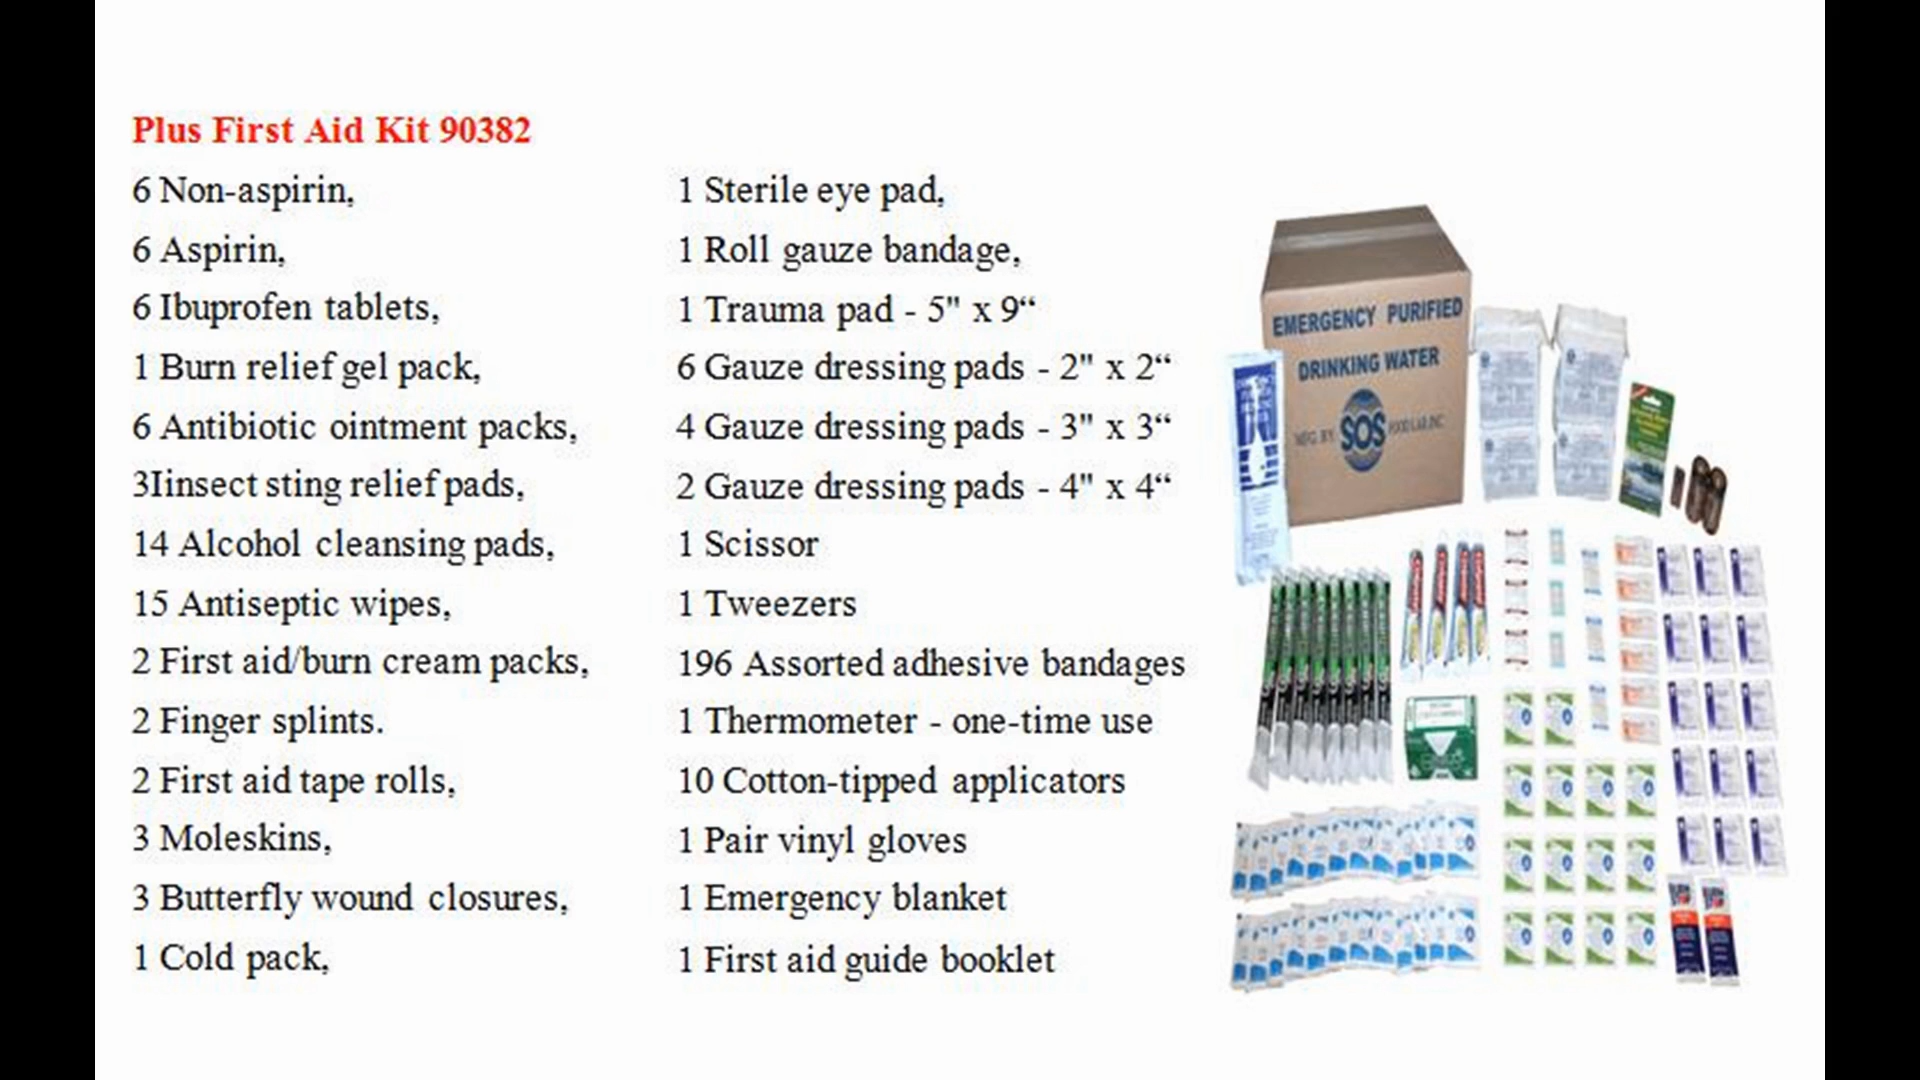 Plus First Aid Kit 90382
6 Non-aspirin,
6 Aspirin,
6 Ibuprofen tablets,
1 Burn relief gel pack,
6 Antibiotic ointment packs,
3Iinsect sting relief pads,
14 Alcohol cleansing pads,
15 Antiseptic wipes,
2 First aid/burn cream packs,
2 Finger splints.
2 First aid tape rolls,
3 Moleskins,
3 Butterfly wound closures,
1 Cold pack,
1 Sterile eye pad,
1 Roll gauze bandage,
1 Trauma pad - 5" x 9“
6 Gauze dressing pads - 2" x 2“
4 Gauze dressing pads - 3" x 3“
2 Gauze dressing pads - 4" x 4“
1 Scissor
1 Tweezers
196 Assorted adhesive bandages
1 Thermometer - one-time use
10 Cotton-tipped applicators
1 Pair vinyl gloves
1 Emergency blanket
1 First aid guide booklet
EMERGENCY PURIFIED
DRINKING WATER
MFG. BY SOS FOOD LAB, INC